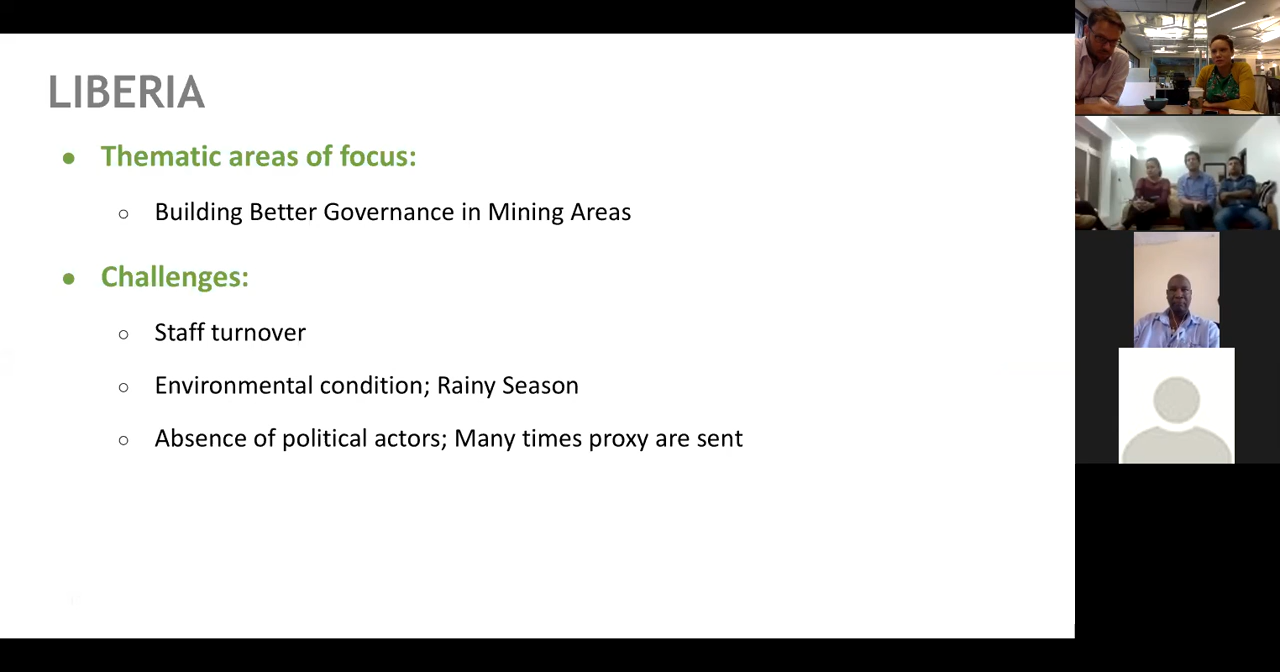 LIBERIA
● Thematic areas of focus:
○ Building Better Governance in Mining Areas
● Challenges:
○ Staff turnover
○ Environmental condition; Rainy Season
○ Absence of political actors; Many times proxy are sent